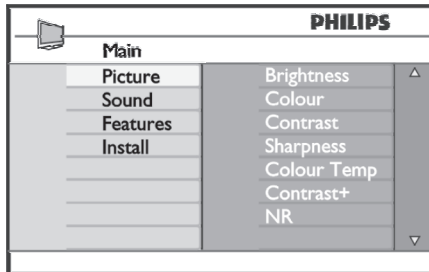 PHILIPS
Main
Picture
Sound
Features
Install
Brightness
Colour
Contrast
Sharpness
Colour Temp
Contrast+
NR